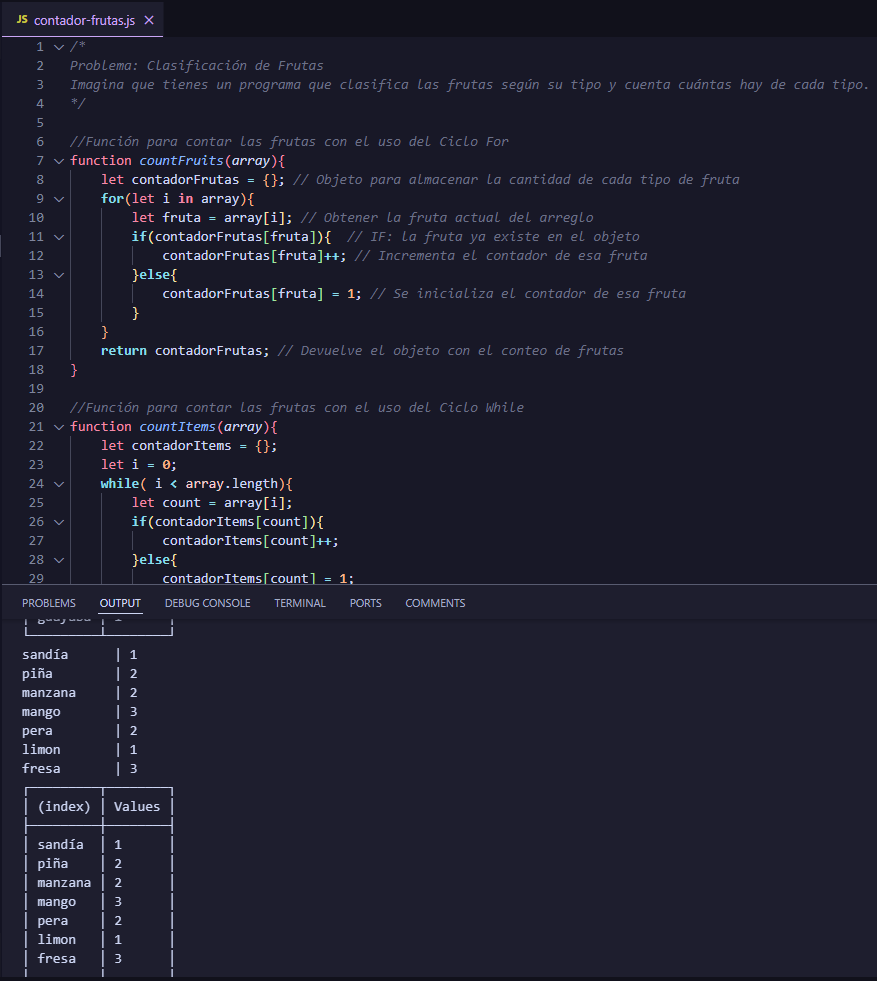 JS contador-frutas.js ×
1 /*
2 Problema: Clasificación de Frutas
3 Imagina que tienes un programa que clasifica las frutas según su tipo y cuenta cuántas hay de cada tipo.
4 */
5
6 //Función para contar las frutas con el uso del Ciclo For
7 function countFruits(array){
8 let contadorFrutas = {}; // Objeto para almacenar la cantidad de cada tipo de fruta
9 for(let i in array){
10 let fruta = array[i]; // Obtener la fruta actual del arreglo
11 if(contadorFrutas[fruta]){ // IF: la fruta ya existe en el objeto
12 contadorFrutas[fruta]++; // Incrementa el contador de esa fruta
13 }else{
14 contadorFrutas[fruta] = 1; // Se inicializa el contador de esa fruta
15 }
16 }
17 return contadorFrutas; // Devuelve el objeto con el conteo de frutas
18 }
19
20 //Función para contar las frutas con el uso del Ciclo While
21 function countItems(array){
22 let contadorItems = {};
23 let i = 0;
24 while( i < array.length){
25 let count = array[i];
26 if(contadorItems[count]){
27 contadorItems[count]++;
28 }else{
29 contadorItems[count] = 1;
PROBLEMS OUTPUT DEBUG CONSOLE TERMINAL PORTS COMMENTS
sandía | 1
piña | 2
manzana | 2
mango | 3
pera | 2
limon | 1
fresa | 3
│ (index) │ Values │
│ sandía │ 1 │
│ piña │ 2 │
│ manzana │ 2 │
│ mango │ 3 │
│ pera │ 2 │
│ limon │ 1 │
│ fresa │ 3 │